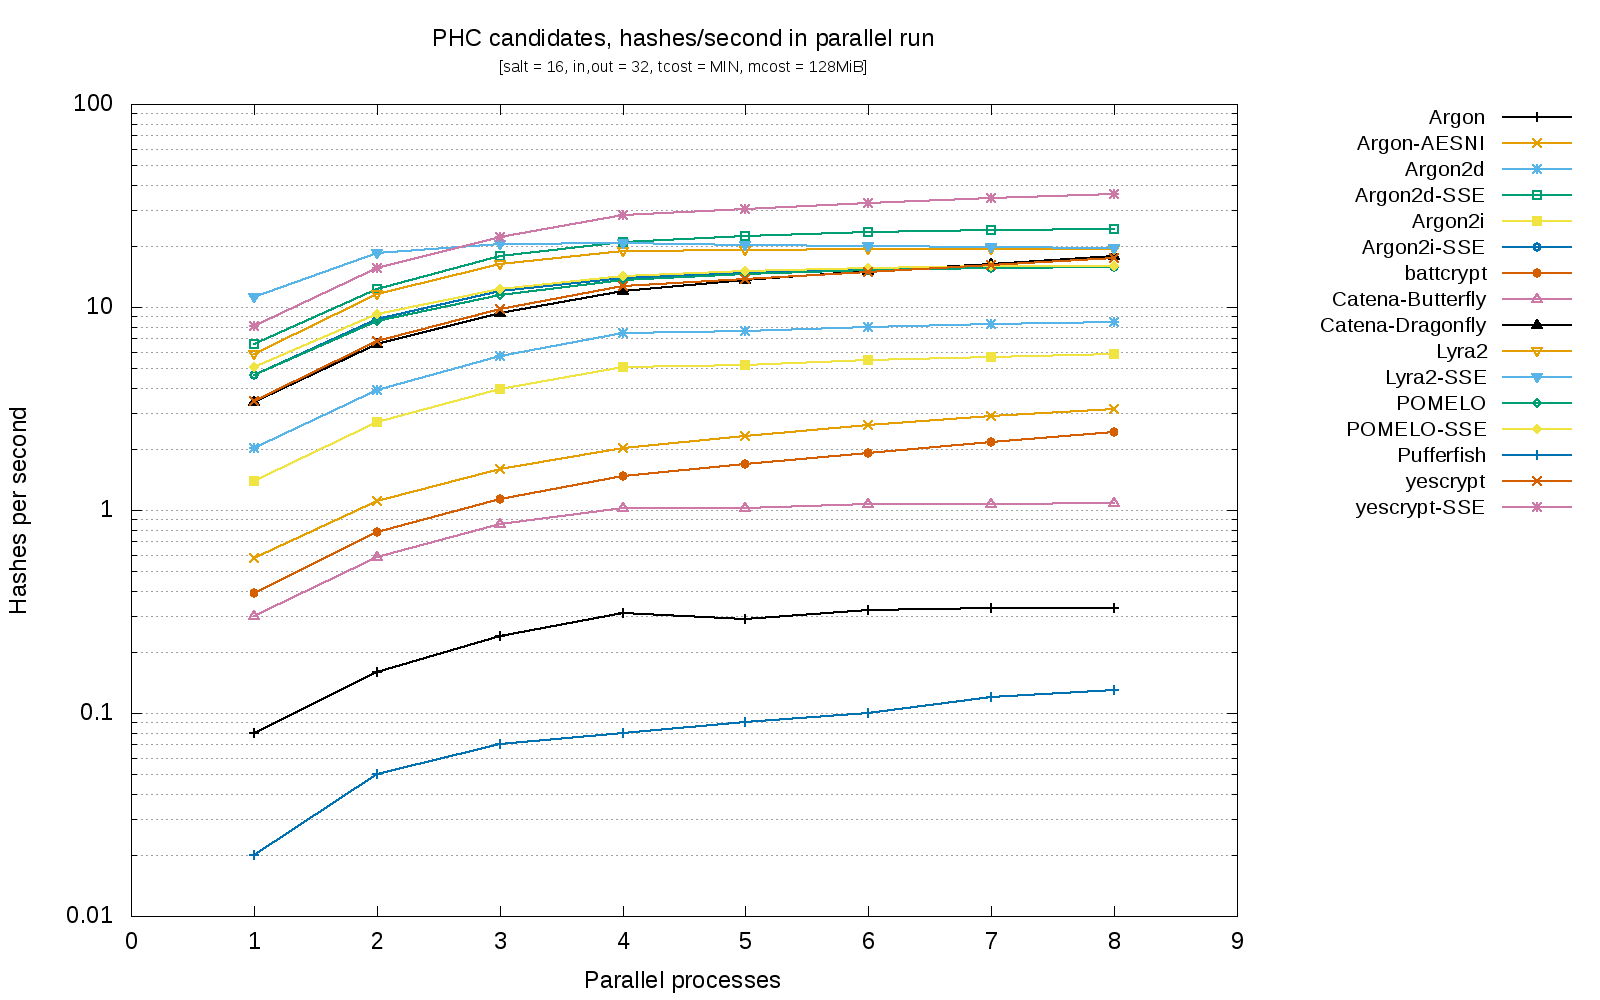 PHC candidates, hashes/second in parallel run
[salt = 16, in,out = 32, tcost = MIN, mcost = 128MiB]
100
10
1
0.1
0.01
Hashes per second
0 1 2 3 4 5 6 7 8 9
Parallel processes
Argon
Argon-AESNI
Argon2d
Argon2d-SSE
Argon2i
Argon2i-SSE
battcrypt
Catena-Butterfly
Catena-Dragonfly
Lyra2
Lyra2-SSE
POMELO
POMELO-SSE
Pufferfish
yescrypt
yescrypt-SSE